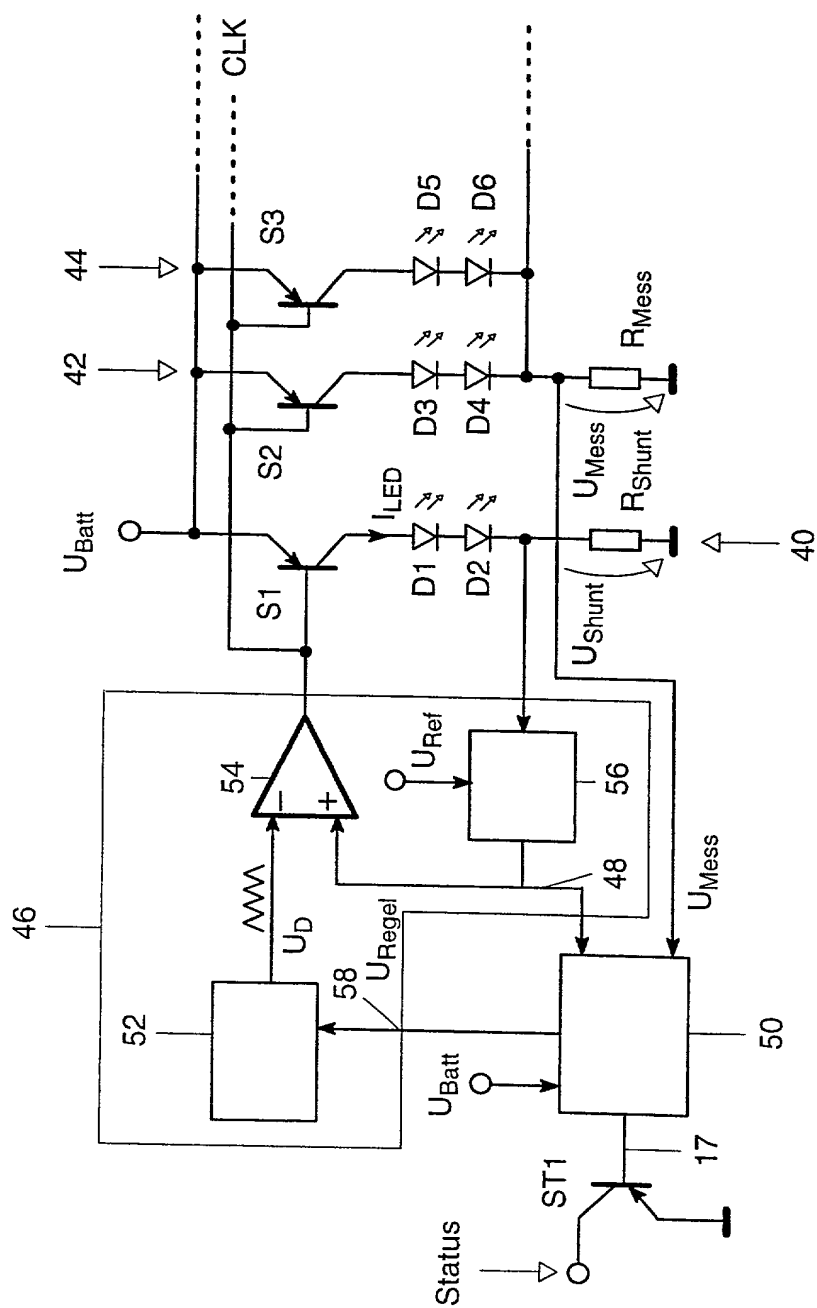 46
44
42
CLK
U_Batt
S1
S2
S3
54
52
U_D
−
+
I_LED
D1
D2
D3
D4
D5
D6
U_Ref
56
48
58
U_Regel
U_Batt
50
17
ST1
Status
U_Mess
U_Shunt
R_Shunt
U_Mess
R_Mess
40